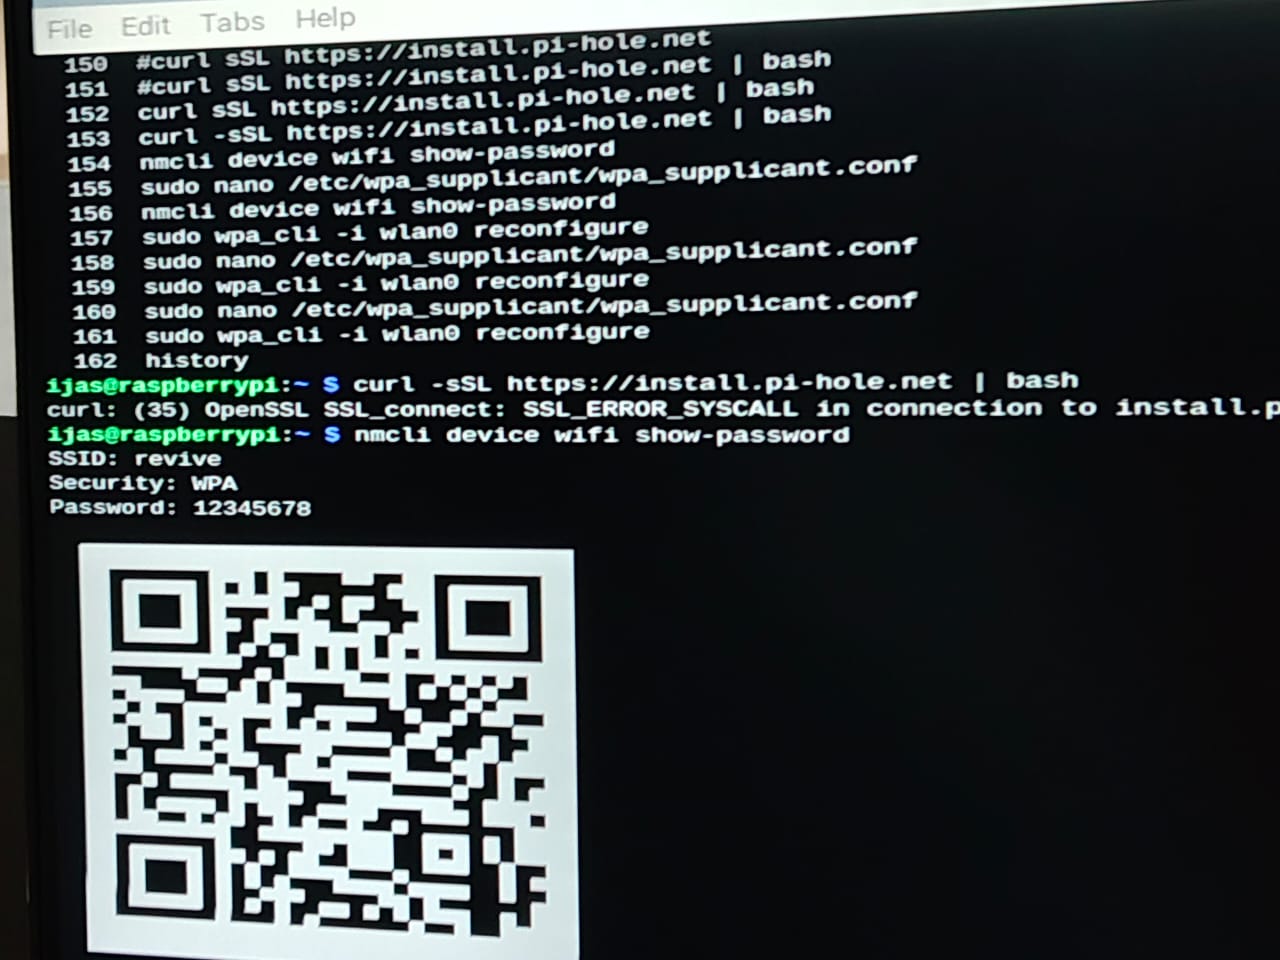 File Edit Tabs Help
150 #curl sSL https://install.pi-hole.net
151 #curl sSL https://install.pi-hole.net | bash
152 curl sSL https://install.pi-hole.net | bash
153 curl -sSL https://install.pi-hole.net | bash
154 nmcli device wifi show-password
155 sudo nano /etc/wpa_supplicant/wpa_supplicant.conf
156 nmcli device wifi show-password
157 sudo wpa_cli -i wlan0 reconfigure
158 sudo nano /etc/wpa_supplicant/wpa_supplicant.conf
159 sudo wpa_cli -i wlan0 reconfigure
160 sudo nano /etc/wpa_supplicant/wpa_supplicant.conf
161 sudo wpa_cli -i wlan0 reconfigure
162 history
ijas@raspberrypi:~ $ curl -sSL https://install.pi-hole.net | bash
curl: (35) OpenSSL SSL_connect: SSL_ERROR_SYSCALL in connection to install.p
ijas@raspberrypi:~ $ nmcli device wifi show-password
SSID: revive
Security: WPA
Password: 12345678